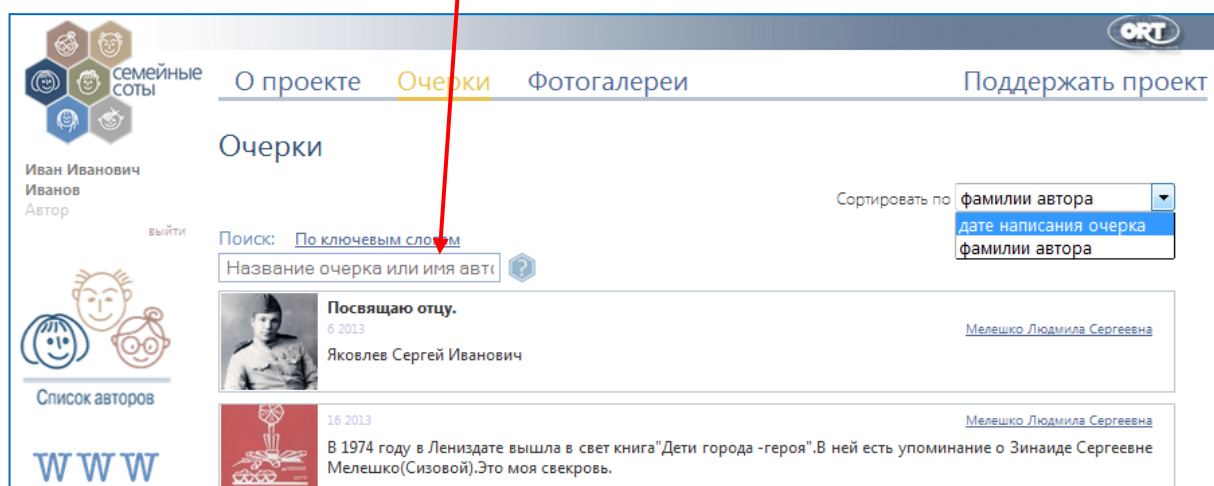 ORT
семейные
соты
О проекте Очерки Фотогалереи Поддержать проект
Очерки
Иван Иванович
Иванов
Автор
выйти
Сортировать по фамилии автора
дате написания очерка
фамилии автора
Поиск: По ключевым словам
Название очерка или имя авто
?
Посвящаю отцу.
6 2013
Мелешко Людмила Сергеевна
Яковлев Сергей Иванович
Список авторов
16 2013
Мелешко Людмила Сергеевна
В 1974 году в Лениздате вышла в свет книга"Дети города -героя".В ней есть упоминание о Зинаиде Сергеевне
Мелешко(Сизовой).Это моя свекровь.
W W W